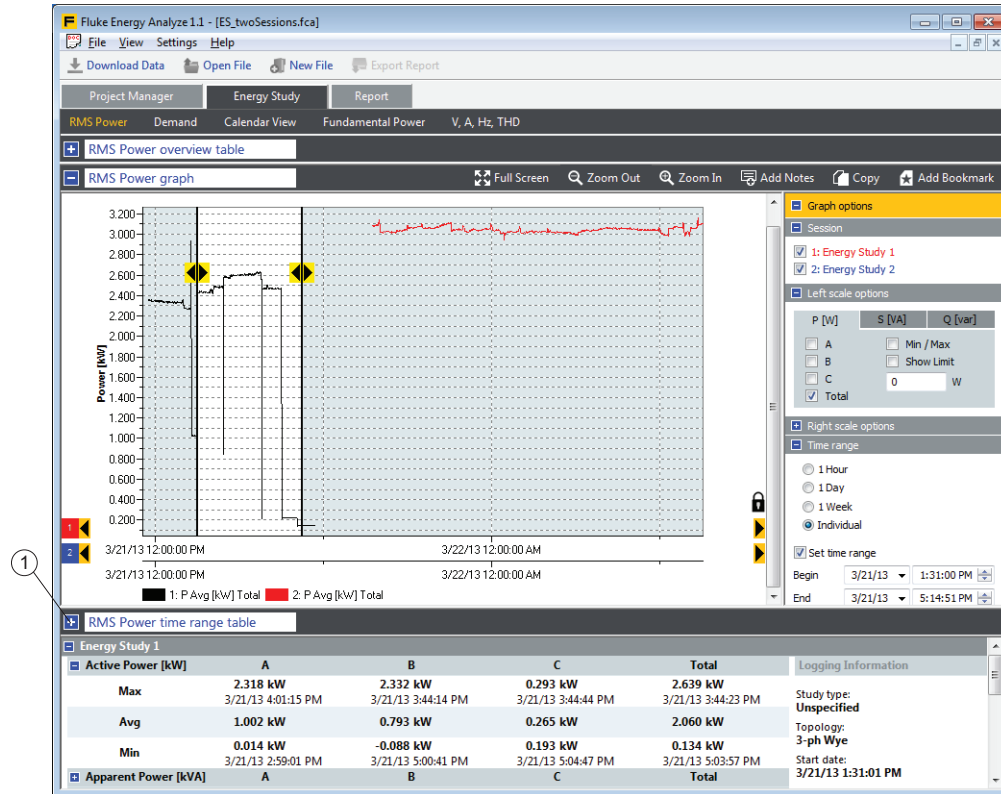 Fluke Energy Analyze 1.1 - [ES_twoSessions.fca]
File View Settings Help
Download Data Open File New File Export Report
Project Manager Energy Study Report
RMS Power Demand Calendar View Fundamental Power V, A, Hz, THD
RMS Power overview table
RMS Power graph Full Screen Zoom Out Zoom In Add Notes Copy Add Bookmark
3.200
3.000
2.800
2.600
2.400
2.200
2.000
1.800
1.600
1.400
1.200
1.000
0.800
0.600
0.400
0.200
Power [kW]
1
2
3/21/13 12:00:00 PM 3/22/13 12:00:00 AM
3/21/13 12:00:00 PM 3/22/13 12:00:00 AM
1: P Avg [kW] Total 2: P Avg [kW] Total
Graph options
Session
1: Energy Study 1
2: Energy Study 2
Left scale options
P [W] S [VA] Q [var]
A Min / Max
B Show Limit
C 0 W
Total
Right scale options
Time range
1 Hour
1 Day
1 Week
Individual
Set time range
Begin 3/21/13 1:31:00 PM
End 3/21/13 5:14:51 PM
1
RMS Power time range table
Energy Study 1
Active Power [kW] A B C Total
Max 2.318 kW 2.332 kW 0.293 kW 2.639 kW
3/21/13 4:01:15 PM 3/21/13 3:44:14 PM 3/21/13 3:44:44 PM 3/21/13 3:44:23 PM
Avg 1.002 kW 0.793 kW 0.265 kW 2.060 kW
Min 0.014 kW -0.088 kW 0.193 kW 0.134 kW
3/21/13 2:59:01 PM 3/21/13 5:00:41 PM 3/21/13 5:04:47 PM 3/21/13 5:03:57 PM
Apparent Power [kVA] A B C Total
Logging Information
Study type:
Unspecified
Topology:
3-ph Wye
Start date:
3/21/13 1:31:01 PM